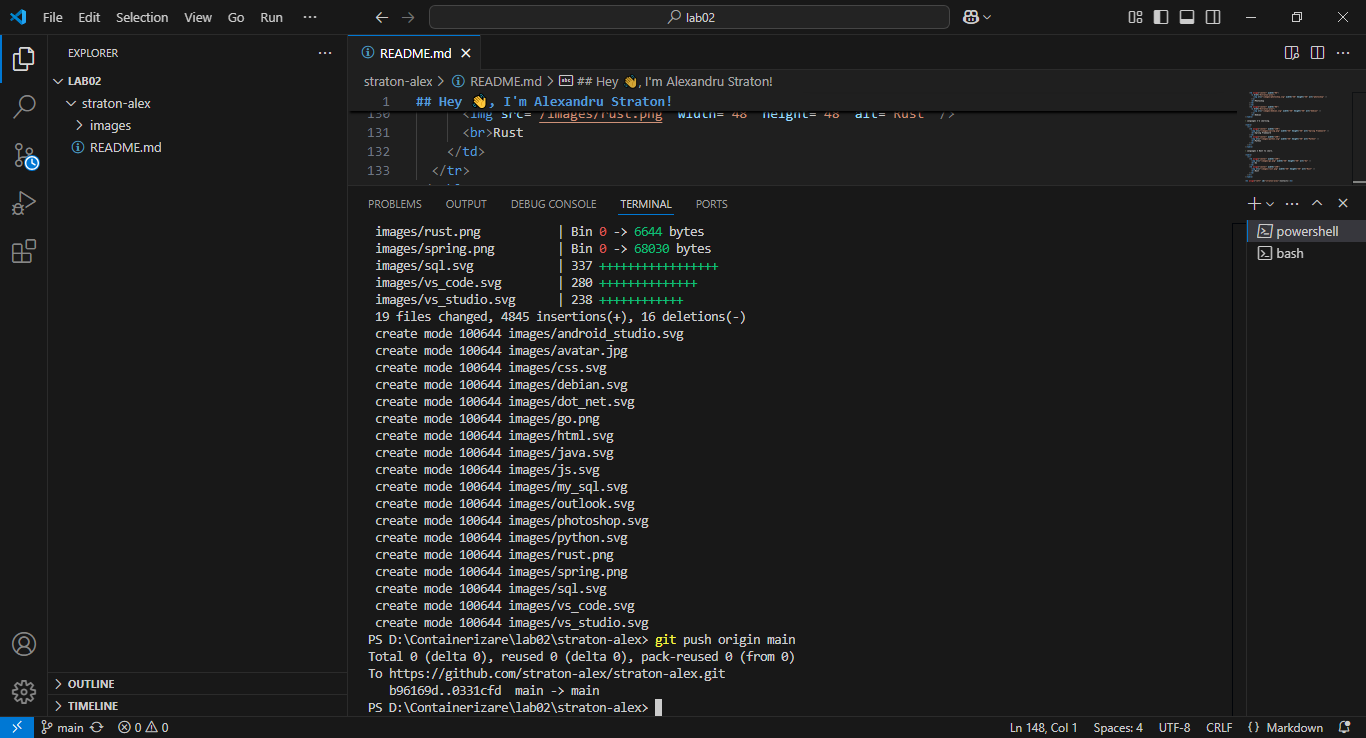 File Edit Selection View Go Run ··· lab02
EXPLORER ···
LAB02
straton-alex
images
README.md
OUTLINE
TIMELINE
README.md
straton-alex > README.md > ## Hey 👋, I'm Alexandru Straton!
1 ## Hey 👋, I'm Alexandru Straton!
130 <img src="/images/rust.png" width="48" height="48" alt="Rust" />
131 <br>Rust
132 </td>
133 </tr>
PROBLEMS OUTPUT DEBUG CONSOLE TERMINAL PORTS
powershell
bash
images/rust.png | Bin 0 -> 6644 bytes
images/spring.png | Bin 0 -> 68030 bytes
images/sql.svg | 337 +++++++++++++++++
images/vs_code.svg | 280 ++++++++++++++
images/vs_studio.svg | 238 ++++++++++++
19 files changed, 4845 insertions(+), 16 deletions(-)
create mode 100644 images/android_studio.svg
create mode 100644 images/avatar.jpg
create mode 100644 images/css.svg
create mode 100644 images/debian.svg
create mode 100644 images/dot_net.svg
create mode 100644 images/go.png
create mode 100644 images/html.svg
create mode 100644 images/java.svg
create mode 100644 images/js.svg
create mode 100644 images/my_sql.svg
create mode 100644 images/outlook.svg
create mode 100644 images/photoshop.svg
create mode 100644 images/python.svg
create mode 100644 images/rust.png
create mode 100644 images/spring.png
create mode 100644 images/sql.svg
create mode 100644 images/vs_code.svg
create mode 100644 images/vs_studio.svg
PS D:\Containerizare\lab02\straton-alex> git push origin main
Total 0 (delta 0), reused 0 (delta 0), pack-reused 0 (from 0)
To https://github.com/straton-alex/straton-alex.git
b96169d..0331cfd main -> main
PS D:\Containerizare\lab02\straton-alex>
main 0 0 Ln 148, Col 1 Spaces: 4 UTF-8 CRLF {} Markdown